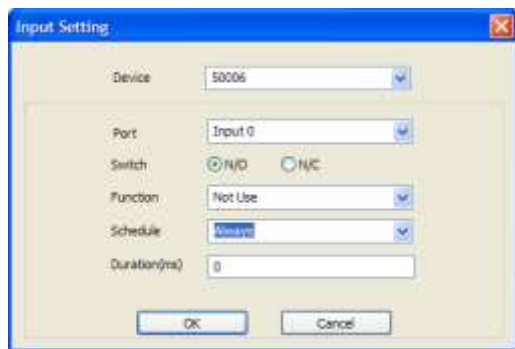 Input Setting
Device 50006
Port Input 0
Switch N/O N/C
Function Not Use
Schedule Always
Duration(ms) 0
OK Cancel